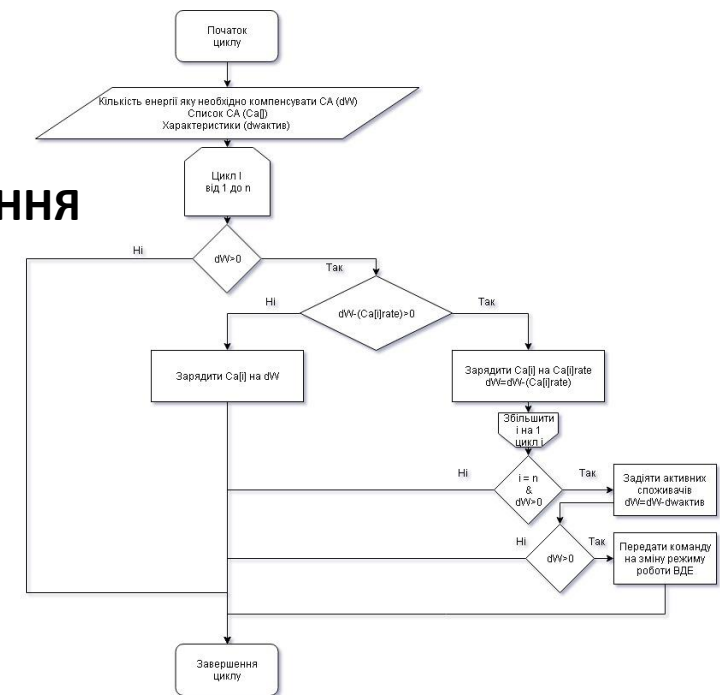 Початок
циклу
Кількість енергії яку необхідно компенсувати СА (dW)
Список СА (Ca[])
Характеристики (dwактив)
Цикл I
від 1 до n
ння
Ні
dW>0
Так
Ні
dW-(Ca[i]rate)>0
Так
Зарядити Ca[i] на dW
Зарядити Ca[i] на Ca[i]rate
dW=dW-(Ca[i]rate)
Збільшити
i на 1
цикл i
Ні
i = n
&
dW>0
Так
Задіяти активних
споживачів
dW=dW-dwактив
Ні
dW>0
Так
Передати команду
на зміну режиму
роботи ВДЕ
Завершення
циклу